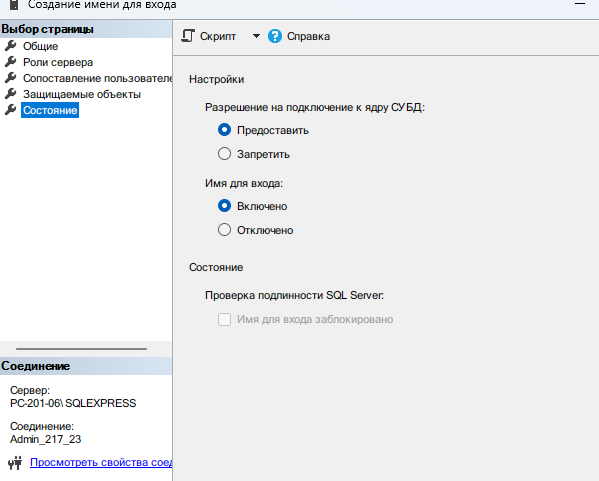 Создание имени для входа
Выбор страницы
Общие
Роли сервера
Сопоставление пользователе
Защищаемые объекты
Состояние
Скрипт
Справка
Настройки
Разрешение на подключение к ядру СУБД:
Предоставить
Запретить
Имя для входа:
Включено
Отключено
Состояние
Проверка подлинности SQL Server:
Имя для входа заблокировано
Соединение
Сервер:
PC-201-06\SQLEXPRESS
Соединение:
Admin_217_23
Просмотреть свойства соед